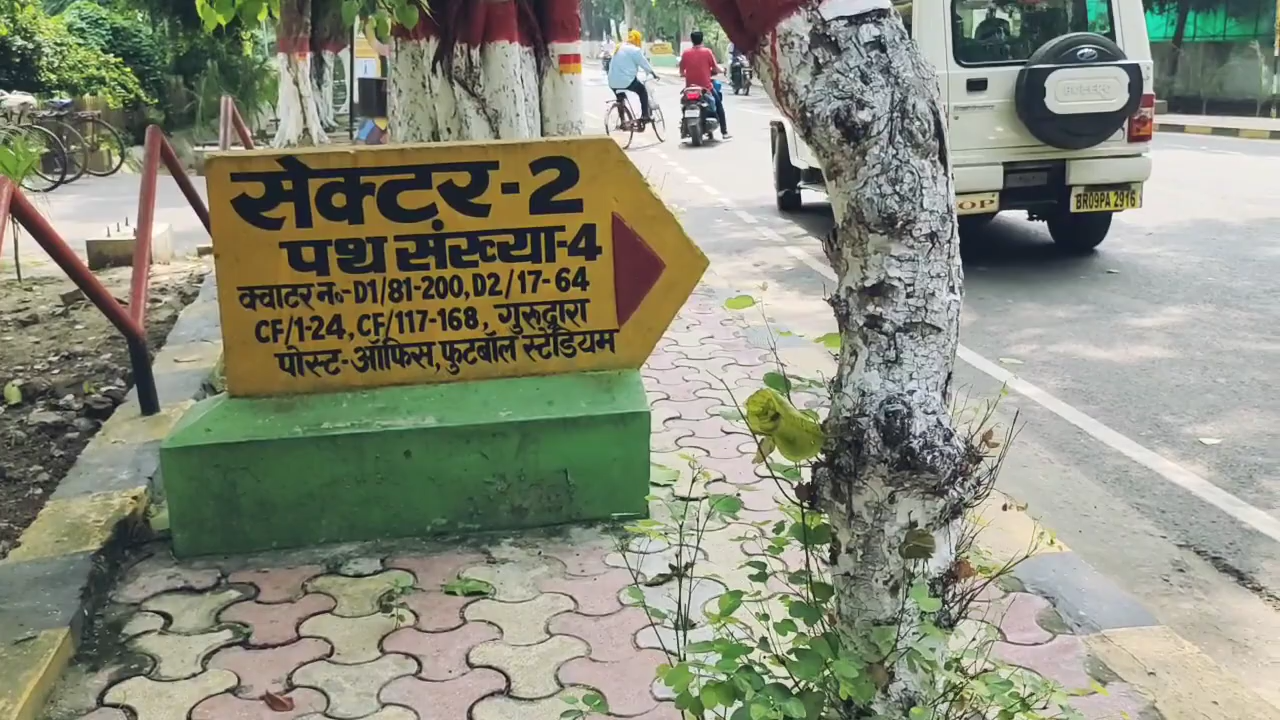 सेक्टर-2
पथ संख्या-4
क्वाटर नं०-D1/81-200, D2/17-64
CF/1-24, CF/117-168, गुरुद्वारा
पोस्ट-ऑफिस, फुटबॉल स्टेडियम
BR09PA 2916